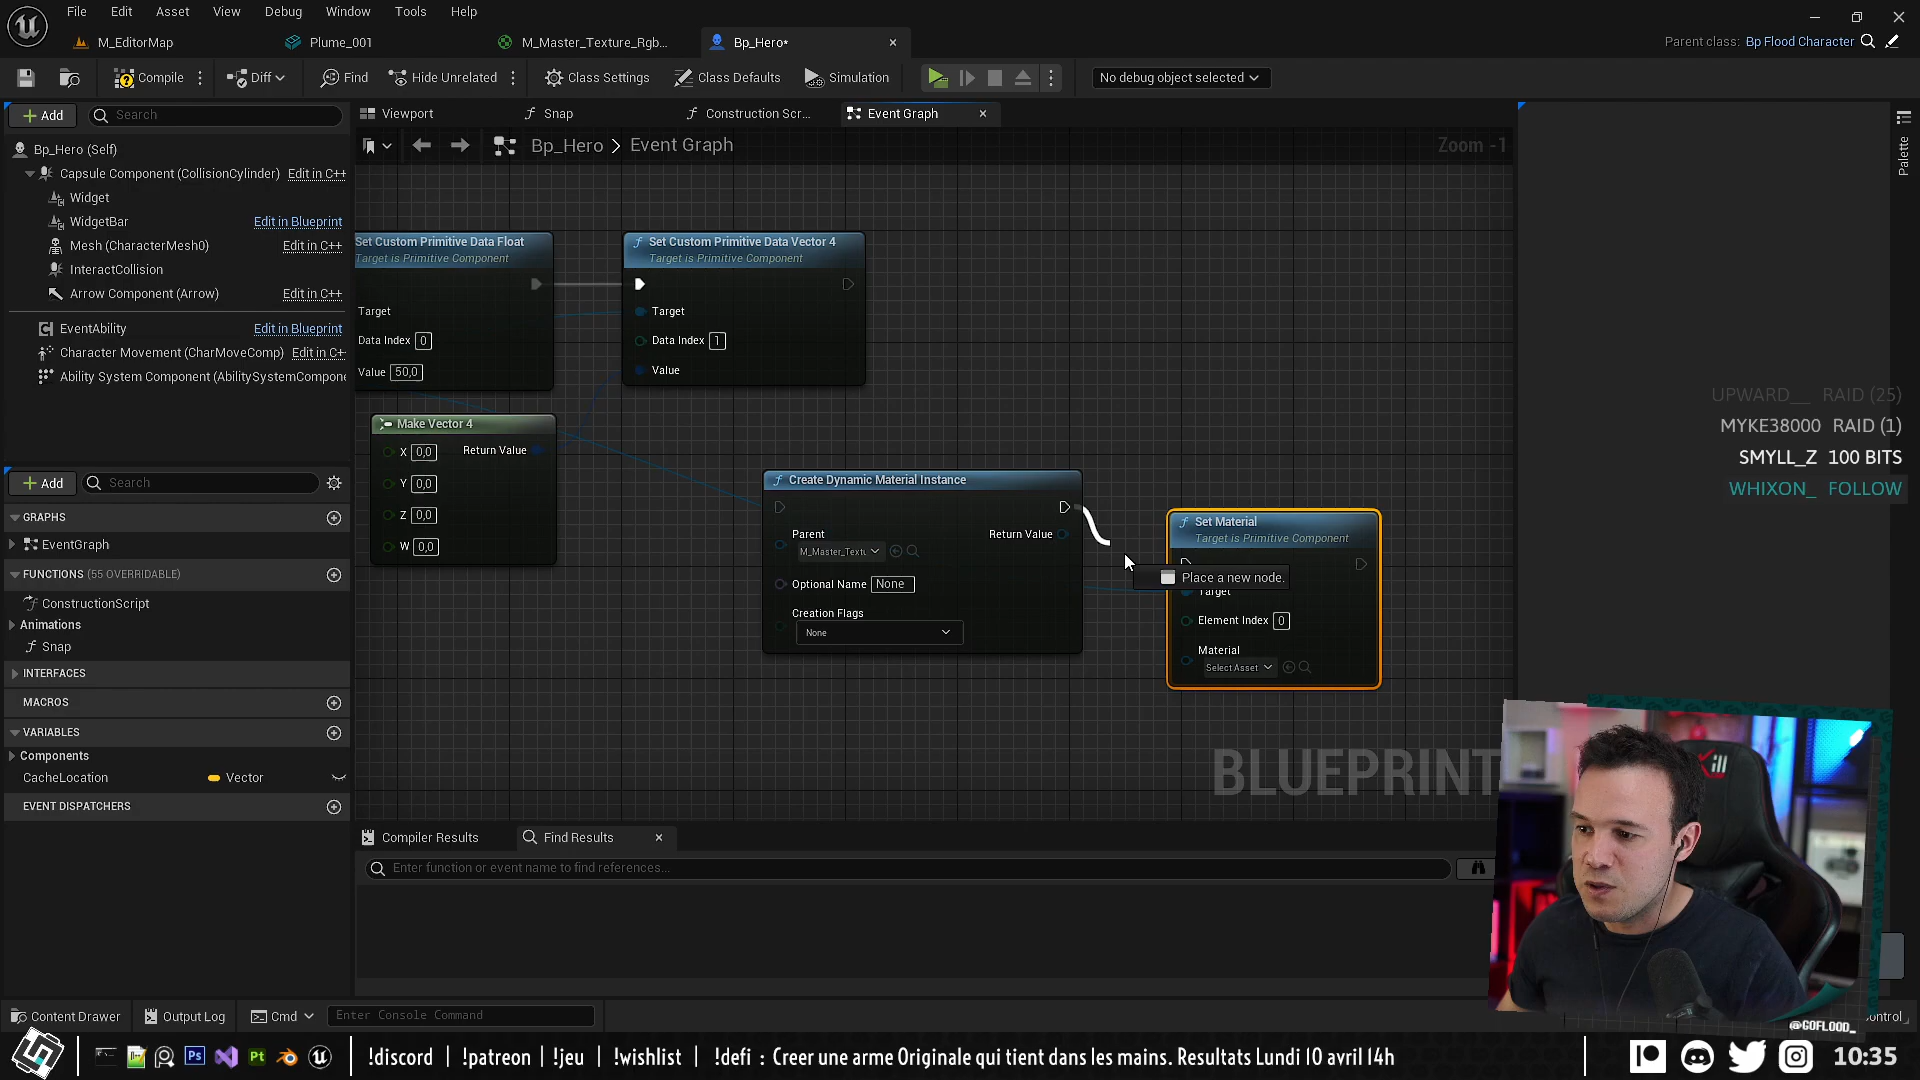 File Edit Asset View Debug Window Tools Help
M_EditorMap Plume_001 M_Master_Texture_Rgb... Bp_Hero*
Parent class: Bp Flood Character
Compile Diff Find Hide Unrelated Class Settings Class Defaults Simulation No debug object selected
Add Search
Viewport Snap Construction Scr... Event Graph
Bp_Hero > Event Graph Zoom -1
Palette
Bp_Hero (Self)
Capsule Component (CollisionCylinder) Edit in C++
Widget
WidgetBar Edit in Blueprint
Mesh (CharacterMesh0) Edit in C++
InteractCollision
Arrow Component (Arrow) Edit in C++
EventAbility Edit in Blueprint
Character Movement (CharMoveComp) Edit in C++
Ability System Component (AbilitySystemCompone
Set Custom Primitive Data Float
Target is Primitive Component
Target
Data Index 0
Value 50,0
Set Custom Primitive Data Vector 4
Target is Primitive Component
Target
Data Index 1
Value
Make Vector 4
X 0,0 Return Value
Y 0,0
Z 0,0
W 0,0
Create Dynamic Material Instance
Parent Return Value
M_Master_Textu
Optional Name None
Creation Flags
None
Set Material
Target is Primitive Component
Place a new node.
Target
Element Index 0
Material
Select Asset
BLUEPRINT
UPWARD__ RAID (25)
MYKE38000 RAID (1)
SMYLL_Z 100 BITS
WHIXON_ FOLLOW
Add Search
GRAPHS
EventGraph
FUNCTIONS (55 OVERRIDABLE)
ConstructionScript
Animations
Snap
INTERFACES
MACROS
VARIABLES
Components
CacheLocation Vector
EVENT DISPATCHERS
Compiler Results Find Results
Enter function or event name to find references...
Content Drawer Output Log Cmd Enter Console Command
ontrol
@GOFLOOD_
Ps Pt
!discord | !patreon | !jeu | !wishlist | !defi : Creer une arme Originale qui tient dans les mains. Resultats Lundi 10 avril 14h
10:35